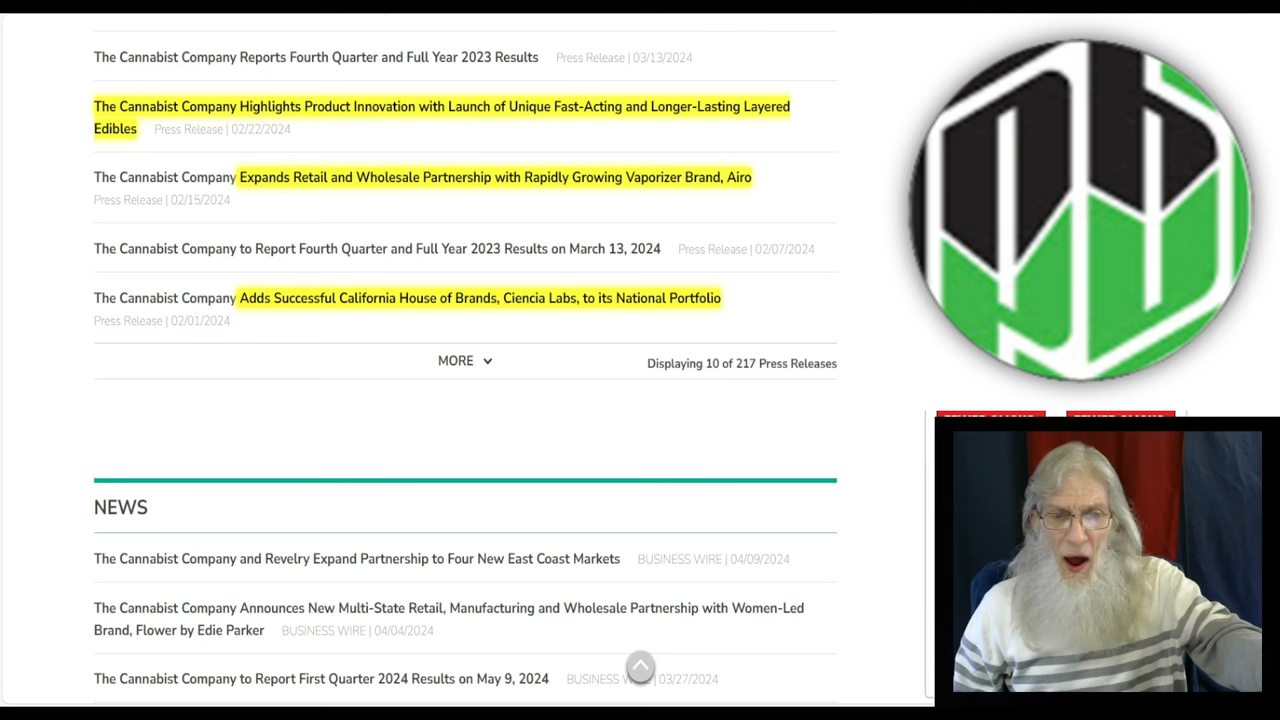 The Cannabist Company Reports Fourth Quarter and Full Year 2023 Results Press Release | 03/13/2024
The Cannabist Company Highlights Product Innovation with Launch of Unique Fast-Acting and Longer-Lasting Layered
Edibles Press Release | 02/22/2024
The Cannabist Company Expands Retail and Wholesale Partnership with Rapidly Growing Vaporizer Brand, Airo
Press Release | 02/15/2024
The Cannabist Company to Report Fourth Quarter and Full Year 2023 Results on March 13, 2024 Press Release | 02/07/2024
The Cannabist Company Adds Successful California House of Brands, Ciencia Labs, to its National Portfolio
Press Release | 02/01/2024
MORE Displaying 10 of 217 Press Releases
NEWS
The Cannabist Company and Revelry Expand Partnership to Four New East Coast Markets BUSINESS WIRE | 04/09/2024
The Cannabist Company Announces New Multi-State Retail, Manufacturing and Wholesale Partnership with Women-Led
Brand, Flower by Edie Parker BUSINESS WIRE | 04/04/2024
The Cannabist Company to Report First Quarter 2024 Results on May 9, 2024 BUSINESS | 03/27/2024